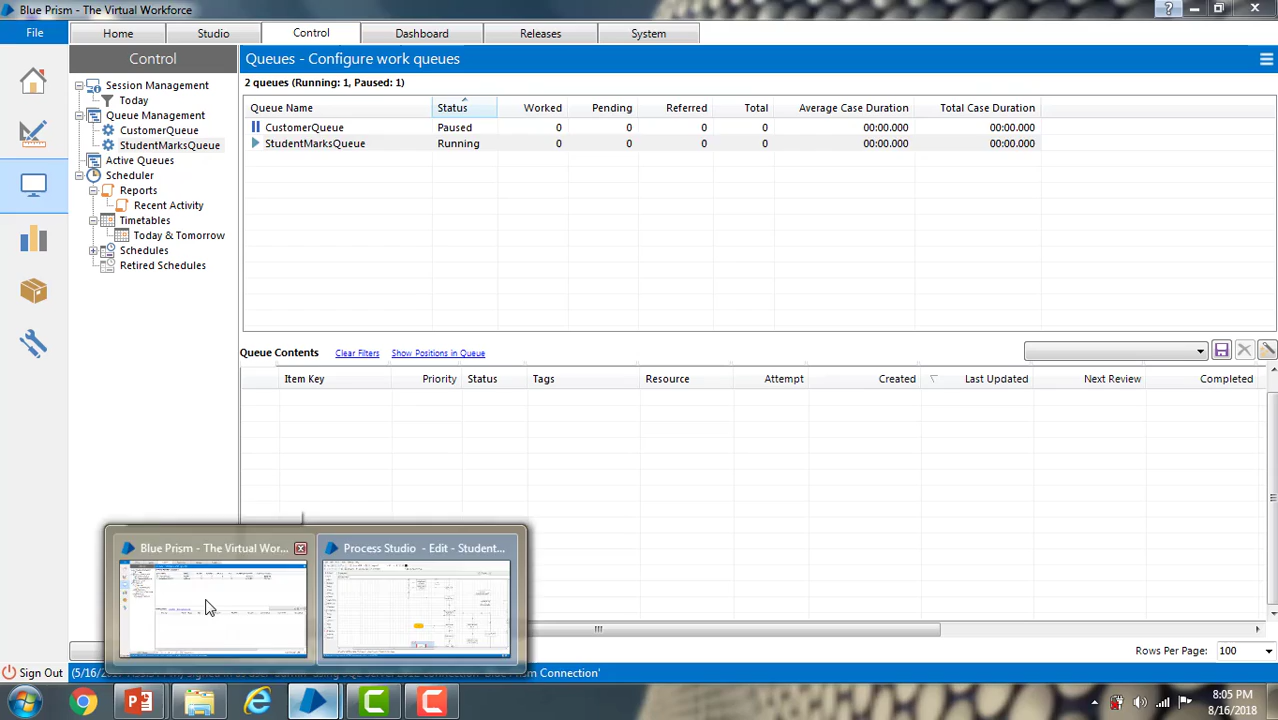 Blue Prism - The Virtual Workforce
File
Home
Studio
Control
Dashboard
Releases
System
Control
Queues - Configure work queues
Session Management
Today
Queue Management
CustomerQueue
StudentMarksQueue
Active Queues
Scheduler
Reports
Recent Activity
Timetables
Today & Tomorrow
Schedules
Retired Schedules
2 queues (Running: 1, Paused: 1)
Queue Name Status Worked Pending Referred Total Average Case Duration Total Case Duration
CustomerQueue Paused 0 0 0 0 00:00.000 00:00.000
StudentMarksQueue Running 0 0 0 0 00:00.000 00:00.000
Queue Contents Clear Filters Show Positions in Queue
Item Key Priority Status Tags Resource Attempt Created Last Updated Next Review Completed
Blue Prism - The Virtual Wor...
Process Studio - Edit - Student...
Rows Per Page: 100
Sign Out
8:05 PM
8/16/2018